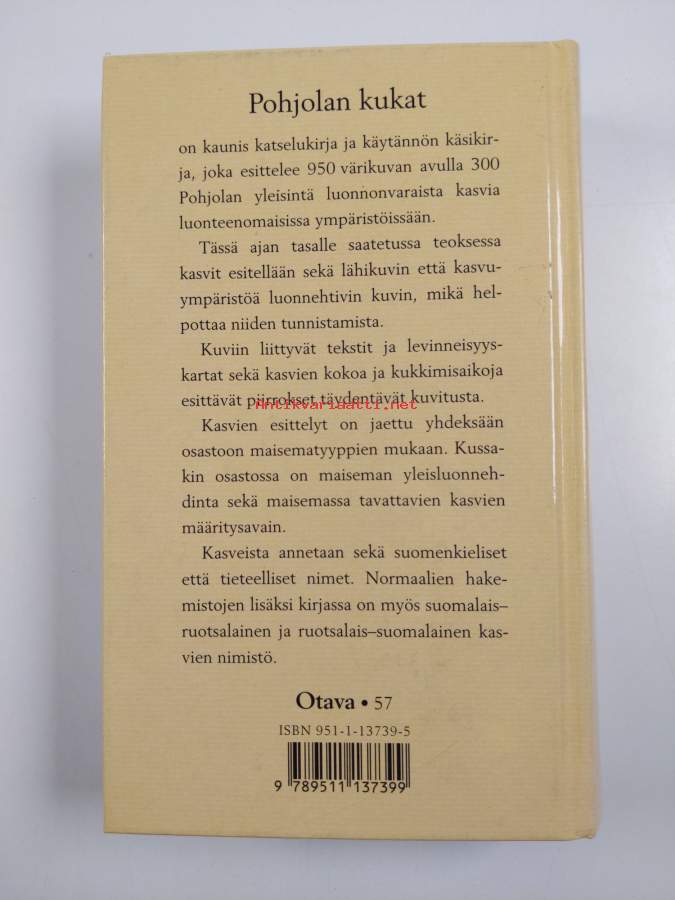 Pohjolan kukat
on kaunis katselukirja ja käytännön käsikir-
ja, joka esittelee 950 värikuvan avulla 300
Pohjolan yleisintä luonnonvaraista kasvia
luonteenomaisissa ympäristöissään.
Tässä ajan tasalle saatetussa teoksessa
kasvit esitellään sekä lähikuvin että kasvu-
ympäristöä luonnehtivin kuvin, mikä hel-
pottaa niiden tunnistamista.
Kuviin liittyvät tekstit ja levinneisyys-
kartat sekä kasvien kokoa ja kukkimisaikoja
esittävät piirrokset täydentävät kuvitusta.
Antikvariaatti.net
Kasvien esittelyt on jaettu yhdeksään
osastoon maisematyyppien mukaan. Kussa-
kin osastossa on maiseman yleisluonneh-
dinta sekä maisemassa tavattavien kasvien
määritysavain.
Kasveista annetaan sekä suomenkieliset
että tieteelliset nimet. Normaalien hake-
mistojen lisäksi kirjassa on myös suomalais–
ruotsalainen ja ruotsalais–suomalainen kas-
vien nimistö.
Otava • 57
ISBN 951-1-13739-5
9 789511 137399